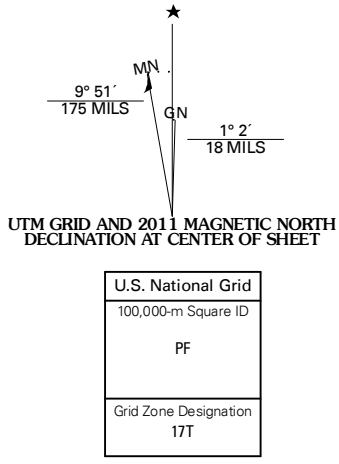 ★
MN
9° 51´
175 MILS
GN
1° 2´
18 MILS
UTM GRID AND 2011 MAGNETIC NORTH
DECLINATION AT CENTER OF SHEET
U.S. National Grid
100,000-m Square ID
PF
Grid Zone Designation
17T